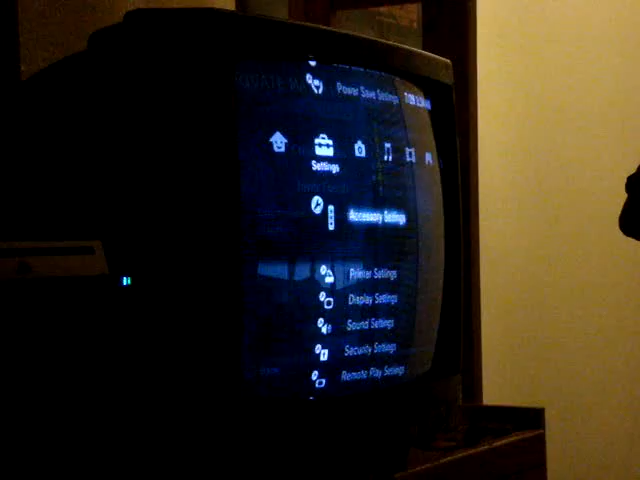 Power Save Settings
Settings
Accessory Settings
Printer Settings
Display Settings
Sound Settings
Security Settings
Remote Play Settings